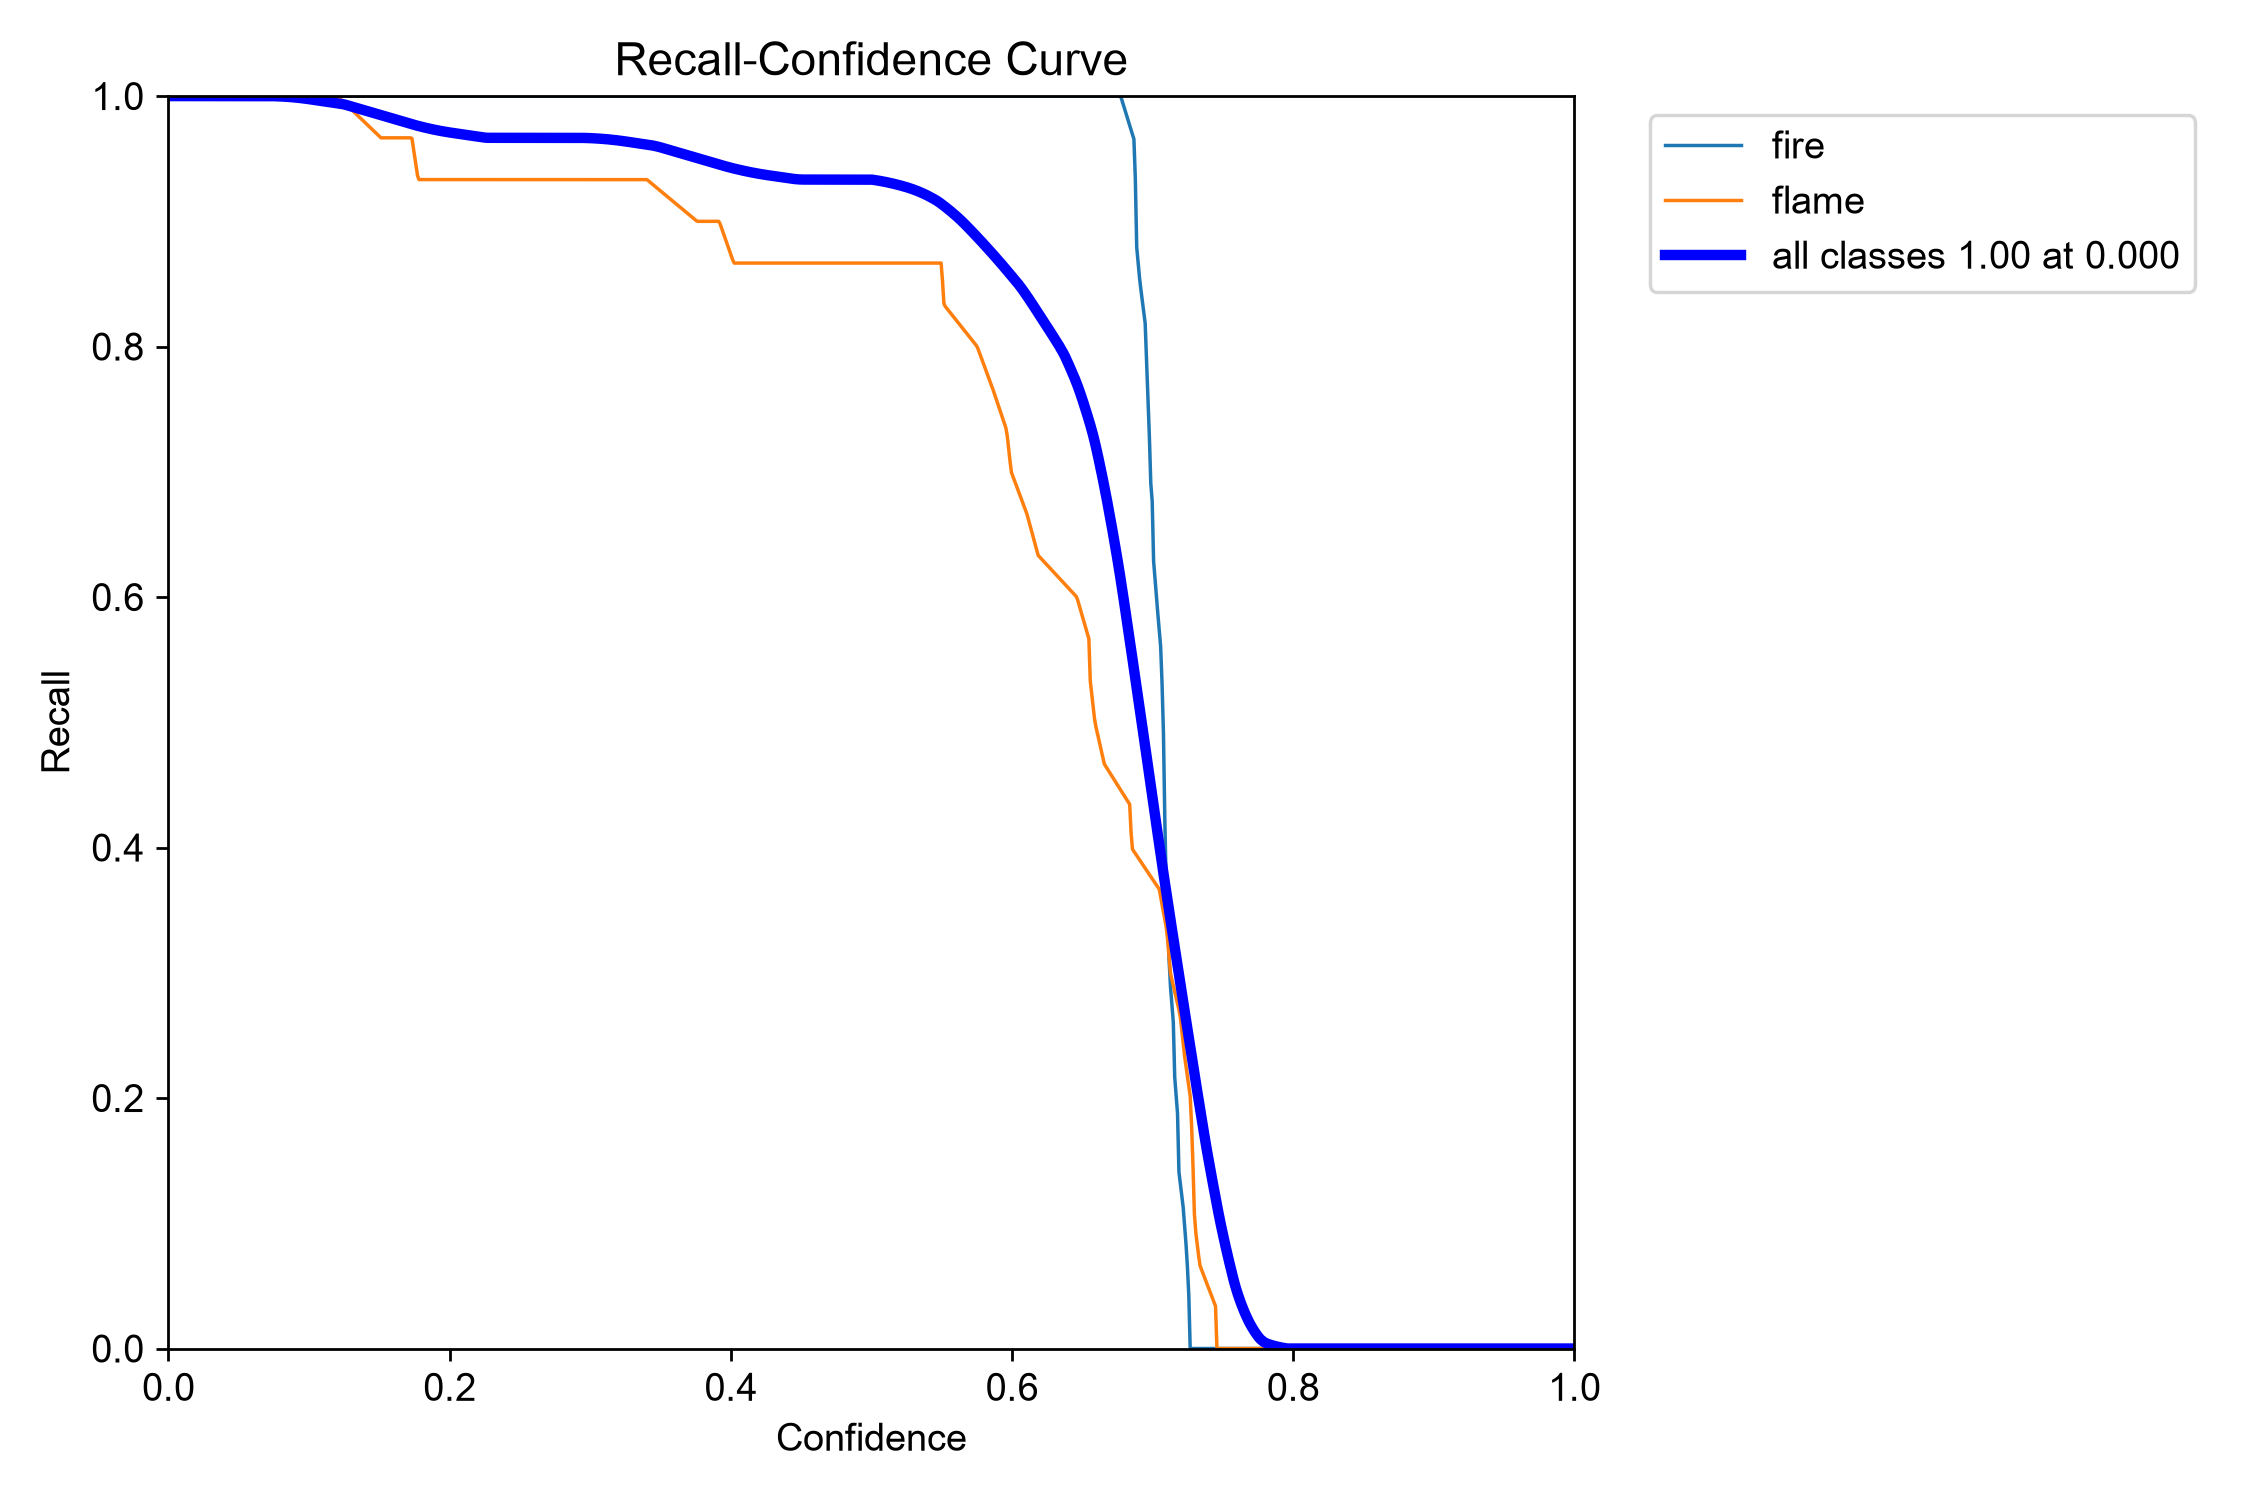 Recall-Confidence Curve
1.0
0.8
0.6
0.4
0.2
0.0
Recall
0.0 0.2 0.4 0.6 0.8 1.0
Confidence
fire
flame
all classes 1.00 at 0.000